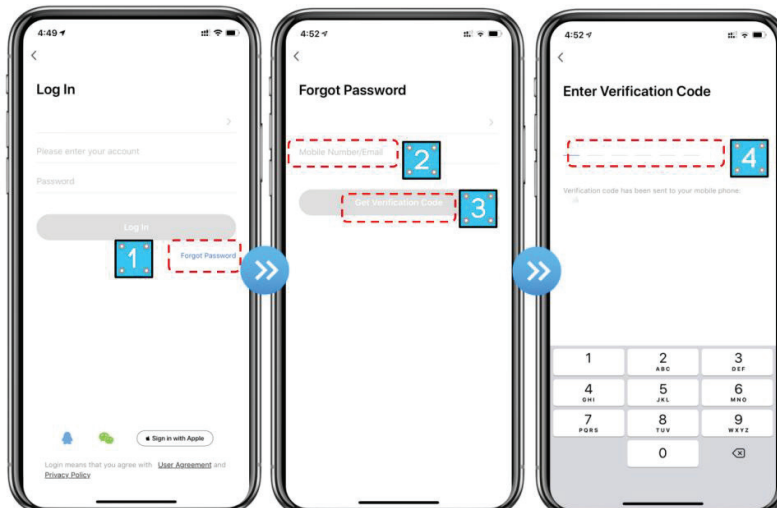 4:49
Log In
Please enter your account
Password
Log In
1
Forgot Password
Sign in with Apple
Login means that you agree with User Agreement and
Privacy Policy
4:52
Forgot Password
Mobile Number/Email
2
Get Verification Code
3
4:52
Enter Verification Code
4
Verification code has been sent to your mobile phone:
1
2
ABC
3
DEF
4
GHI
5
JKL
6
MNO
7
PQRS
8
TUV
9
WXYZ
0